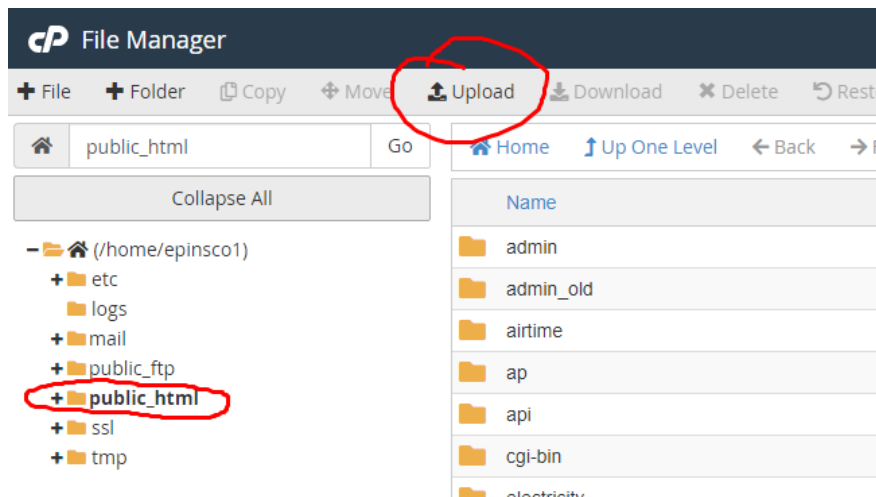 cP File Manager
File Folder Copy Move Upload Download Delete
public_html Go Home Up One Level Back
Collapse All Name
(/home/epinsco1)
etc
logs
mail
public_ftp
public_html
ssl
tmp
admin
admin_old
airtime
ap
api
cgi-bin
electricity